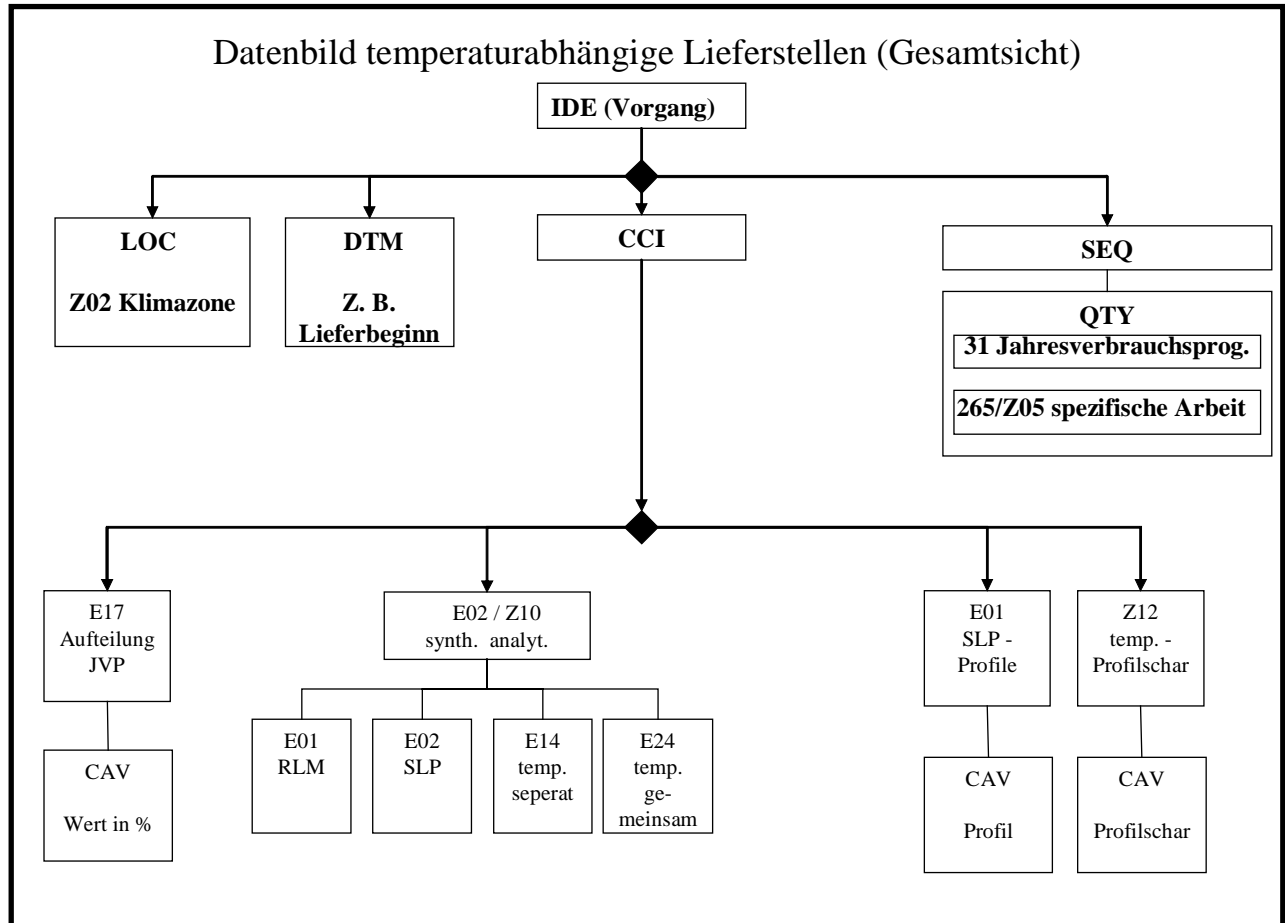 Datenbild temperaturabhängige Lieferstellen (Gesamtsicht)
IDE (Vorgang)
LOC
Z02 Klimazone
DTM
Z. B.
Lieferbeginn
CCI
SEQ
QTY
31 Jahresverbrauchsprog.
265/Z05 spezifische Arbeit
E17
Aufteilung
JVP
CAV
Wert in %
E02 / Z10
synth. analyt.
E01
RLM
E02
SLP
E14
temp.
seperat
E24
temp.
ge-
meinsam
E01
SLP -
Profile
CAV
Profil
Z12
temp. -
Profilschar
CAV
Profilschar